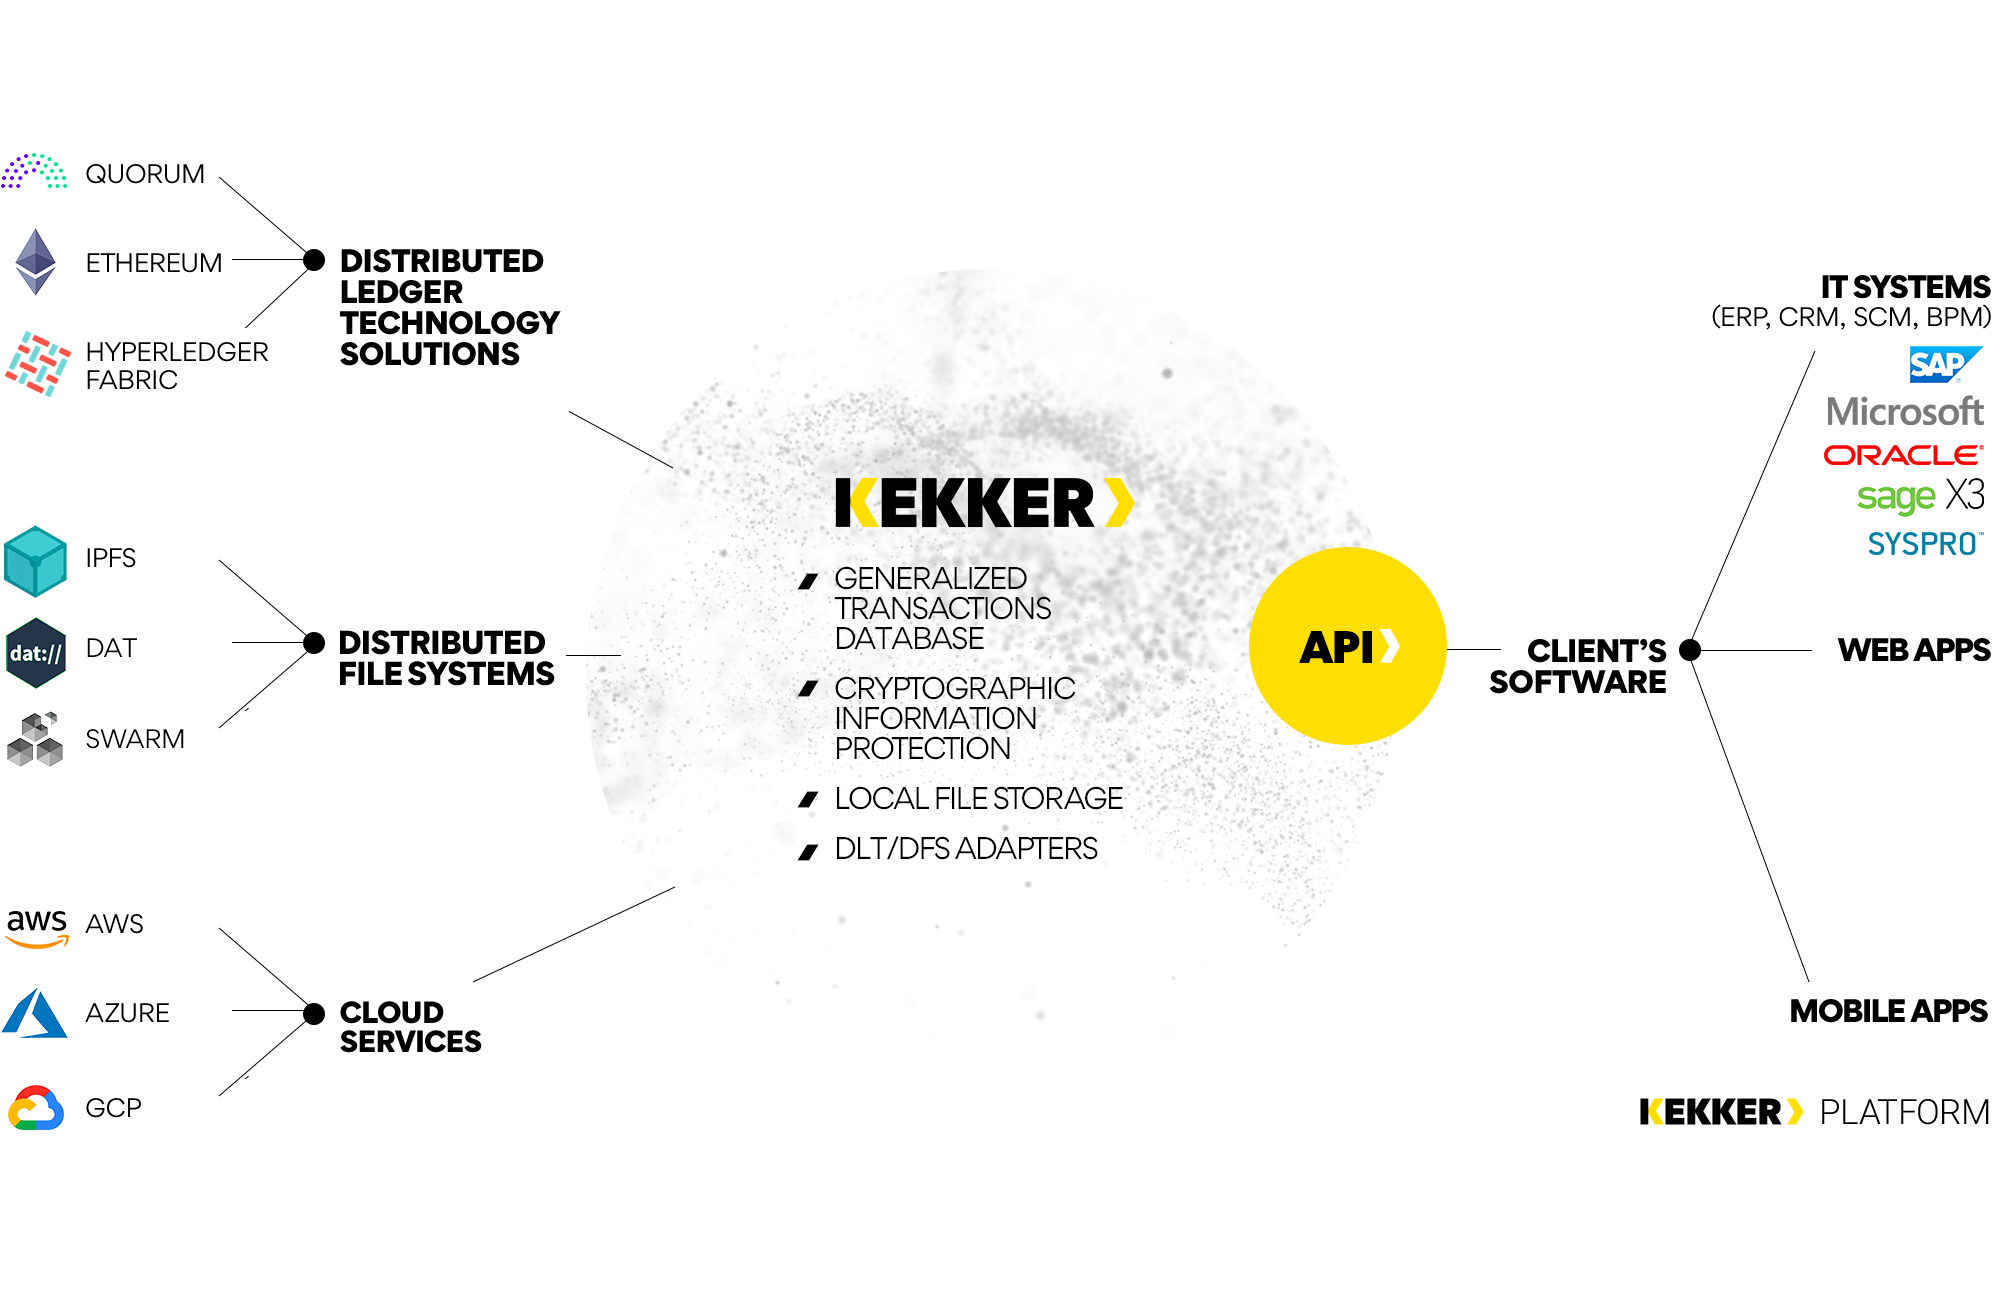 QUORUM
ETHEREUM
HYPERLEDGER
FABRIC
DISTRIBUTED
LEDGER
TECHNOLOGY
SOLUTIONS
IPFS
dat://
DAT
SWARM
DISTRIBUTED
FILE SYSTEMS
aws
AWS
AZURE
GCP
CLOUD
SERVICES
KEKKER
GENERALIZED
TRANSACTIONS
DATABASE
CRYPTOGRAPHIC
INFORMATION
PROTECTION
LOCAL FILE STORAGE
DLT/DFS ADAPTERS
API
CLIENT’S
SOFTWARE
IT SYSTEMS
(ERP, CRM, SCM, BPM)
SAP®
Microsoft
ORACLE®
sage X3
SYSPRO™
WEB APPS
MOBILE APPS
KEKKER PLATFORM